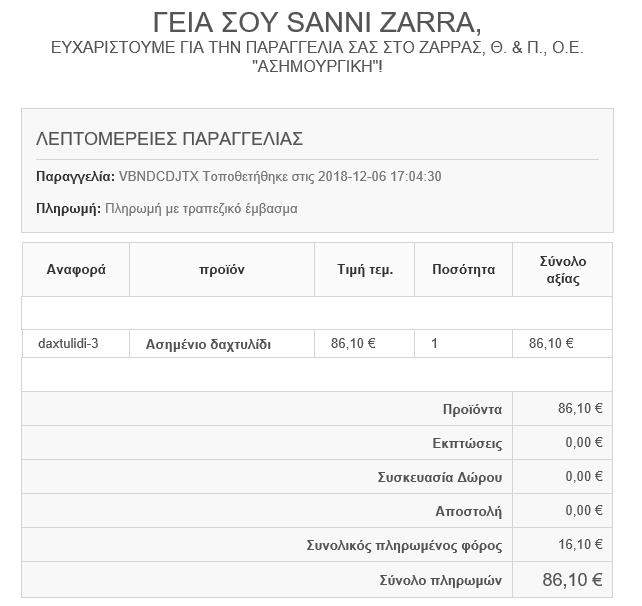 ΓΕΙΑ ΣΟΥ SANNI ZARRA,
ΕΥΧΑΡΙΣΤΟΥΜΕ ΓΙΑ ΤΗΝ ΠΑΡΑΓΓΕΛΙΑ ΣΑΣ ΣΤΟ ΖΑΡΡΑΣ, Θ. & Π., Ο.Ε.
"ΑΣΗΜΟΥΡΓΙΚΗ"!
ΛΕΠΤΟΜΕΡΕΙΕΣ ΠΑΡΑΓΓΕΛΙΑΣ
Παραγγελία: VBNDCDJTX Τοποθετήθηκε στις 2018-12-06 17:04:30
Πληρωμή: Πληρωμή με τραπεζικό έμβασμα
Αναφορά προϊόν Τιμή τεμ. Ποσότητα Σύνολο αξίας
daxtulidi-3 Ασημένιο δαχτυλίδι 86,10 € 1 86,10 €
Προϊόντα 86,10 €
Εκπτώσεις 0,00 €
Συσκευασία Δώρου 0,00 €
Αποστολή 0,00 €
Συνολικός πληρωμένος φόρος 16,10 €
Σύνολο πληρωμών 86,10 €